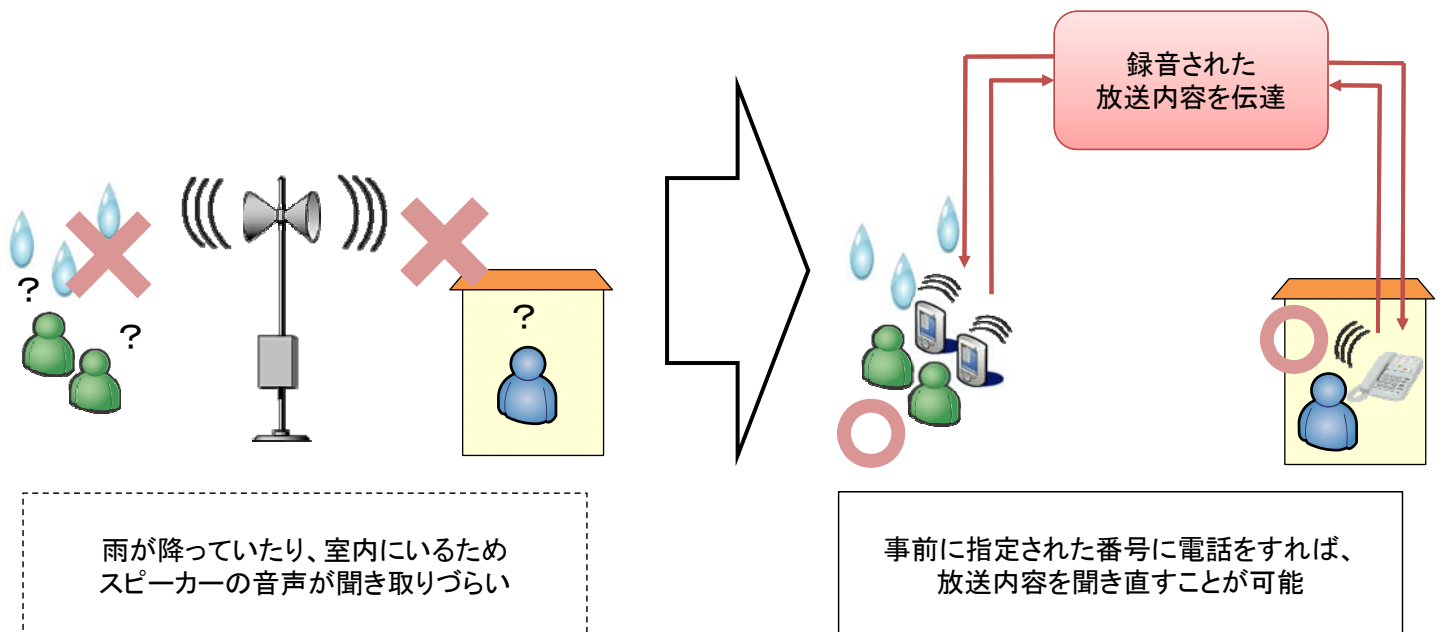 録音された
放送内容を伝達
?
?
?
雨が降っていたり、室内にいるため
スピーカーの音声が聞き取りづらい
事前に指定された番号に電話をすれば、
放送内容を聞き直すことが可能